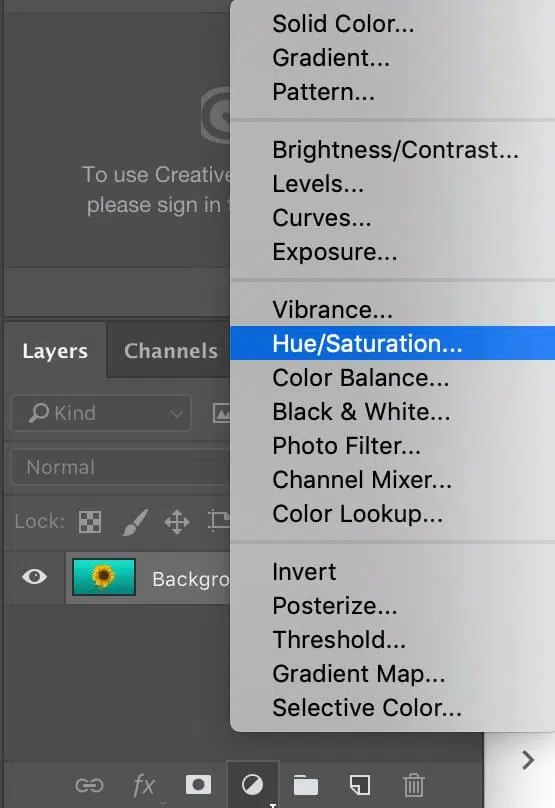 Solid Color...
Gradient...
Pattern...
To use Creative
please sign in
Brightness/Contrast...
Levels...
Curves...
Exposure...
Vibrance...
Hue/Saturation...
Color Balance...
Black & White...
Photo Filter...
Channel Mixer...
Color Lookup...
Invert
Posterize...
Threshold...
Gradient Map...
Selective Color...
Layers
Channels
Kind
Normal
Lock:
Backgro
fx